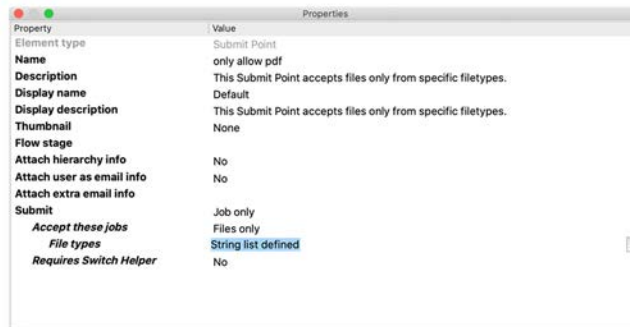 Properties
Property Value
Element type Submit Point
Name only allow pdf
Description This Submit Point accepts files only from specific filetypes.
Display name Default
Display description This Submit Point accepts files only from specific filetypes.
Thumbnail None
Flow stage
Attach hierarchy info No
Attach user as email info No
Attach extra email info
Submit Job only
Accept these jobs Files only
File types String list defined
Requires Switch Helper No